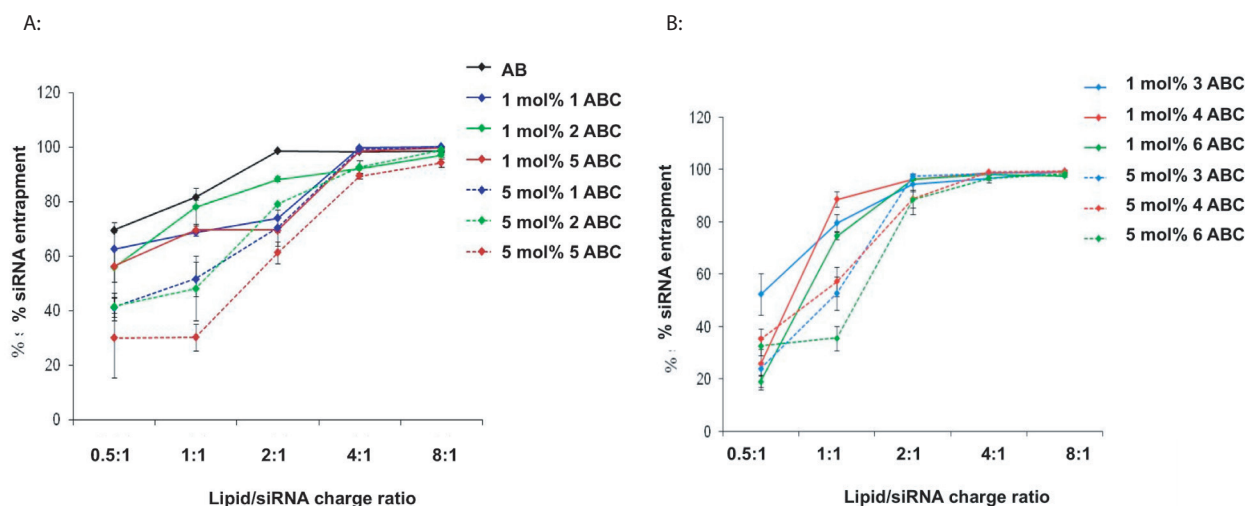 A:
B:
AB
1 mol% 1 ABC
1 mol% 2 ABC
1 mol% 5 ABC
5 mol% 1 ABC
5 mol% 2 ABC
5 mol% 5 ABC
120
100
80
60
40
20
0
% siRNA entrapment
0.5:1 1:1 2:1 4:1 8:1
Lipid/siRNA charge ratio
1 mol% 3 ABC
1 mol% 4 ABC
1 mol% 6 ABC
5 mol% 3 ABC
5 mol% 4 ABC
5 mol% 6 ABC
120
100
80
60
40
20
0
% siRNA entrapment
0.5:1 1:1 2:1 4:1 8:1
Lipid/siRNA charge ratio